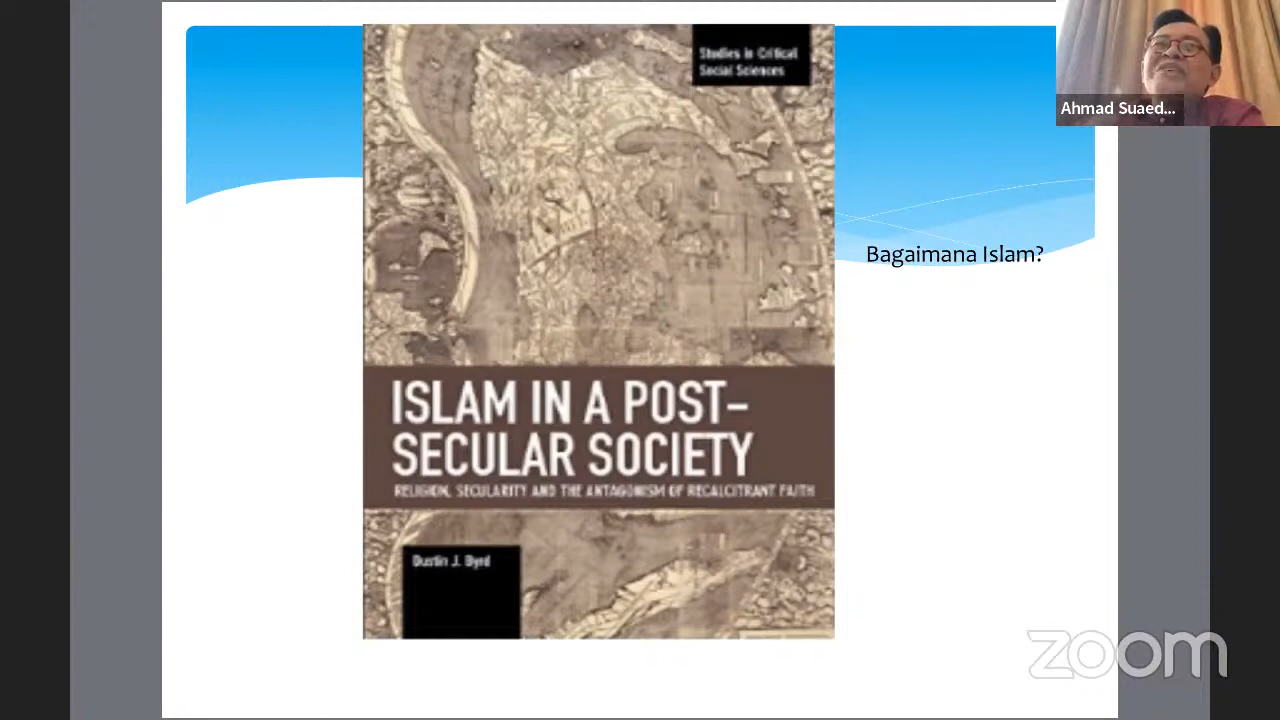 Studies in Critical
Social Sciences
Ahmad Suaed...
Bagaimana Islam?
ISLAM IN A POST-
SECULAR SOCIETY
RELIGION, SECULARITY AND THE ANTAGONISM OF RECALCITRANT FAITH
Dustin J. Byrd
zoom